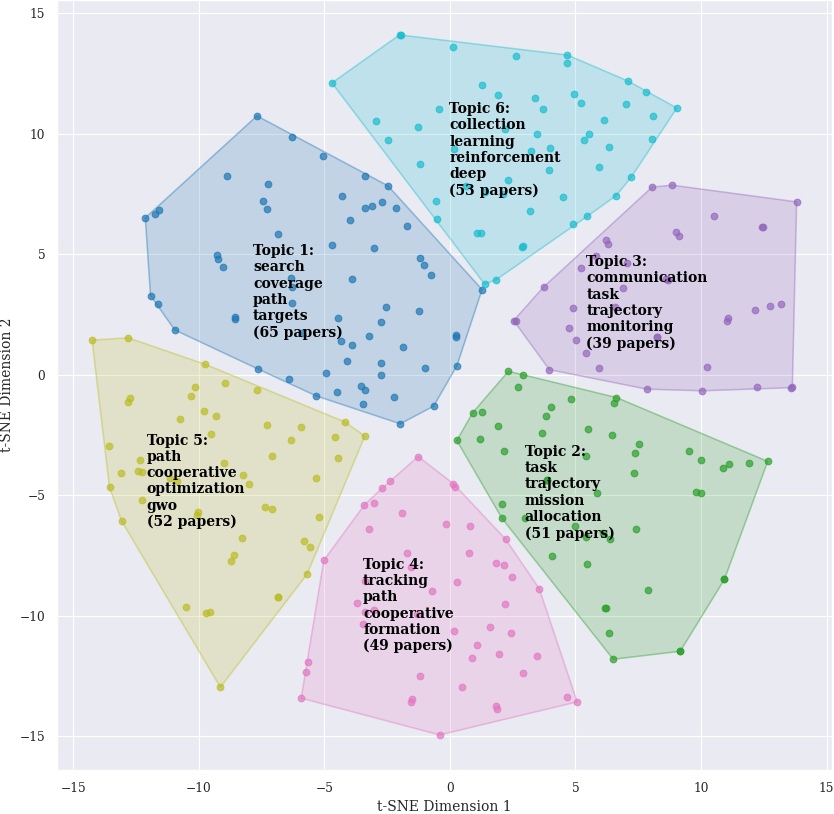 15
10
5
0
−5
−10
−15
t-SNE Dimension 2
Topic 6:
collection
learning
reinforcement
deep
(53 papers)
Topic 1:
search
coverage
path
targets
(65 papers)
Topic 3:
communication
task
trajectory
monitoring
(39 papers)
Topic 5:
path
cooperative
optimization
gwo
(52 papers)
Topic 2:
task
trajectory
mission
allocation
(51 papers)
Topic 4:
tracking
path
cooperative
formation
(49 papers)
−15 −10 −5 0 5 10 15
t-SNE Dimension 1